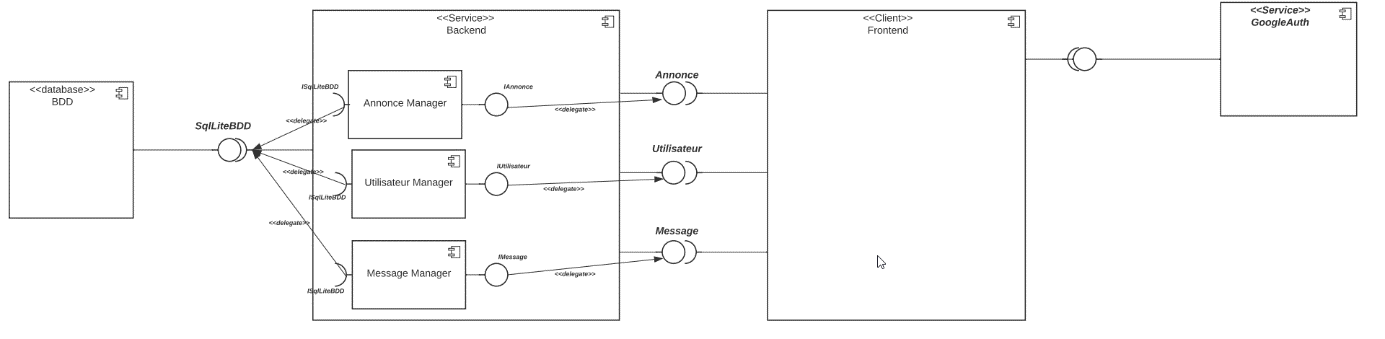 <<database>>
BDD
SqlLiteBDD
<<Service>>
Backend
ISqlLiteBDD
<<delegate>>
Annonce Manager
IAnnonce
<<delegate>>
Annonce
<<delegate>>
ISqlLiteBDD
Utilisateur Manager
IUtilisateur
<<delegate>>
Utilisateur
<<delegate>>
ISqlLiteBDD
Message Manager
IMessage
<<delegate>>
Message
<<Client>>
Frontend
<<Service>>
GoogleAuth